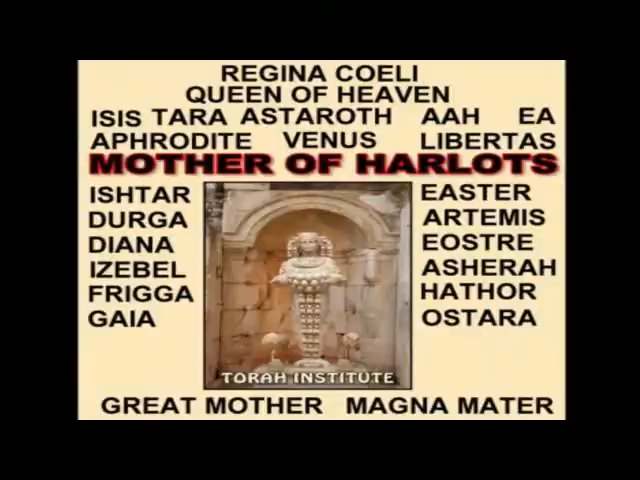 REGINA COELI
QUEEN OF HEAVEN
ISIS TARA ASTAROTH AAH EA
APHRODITE VENUS LIBERTAS
MOTHER OF HARLOTS
ISHTAR EASTER
DURGA ARTEMIS
DIANA EOSTRE
IZEBEL ASHERAH
FRIGGA HATHOR
GAIA OSTARA
TORAH INSTITUTE
GREAT MOTHER MAGNA MATER